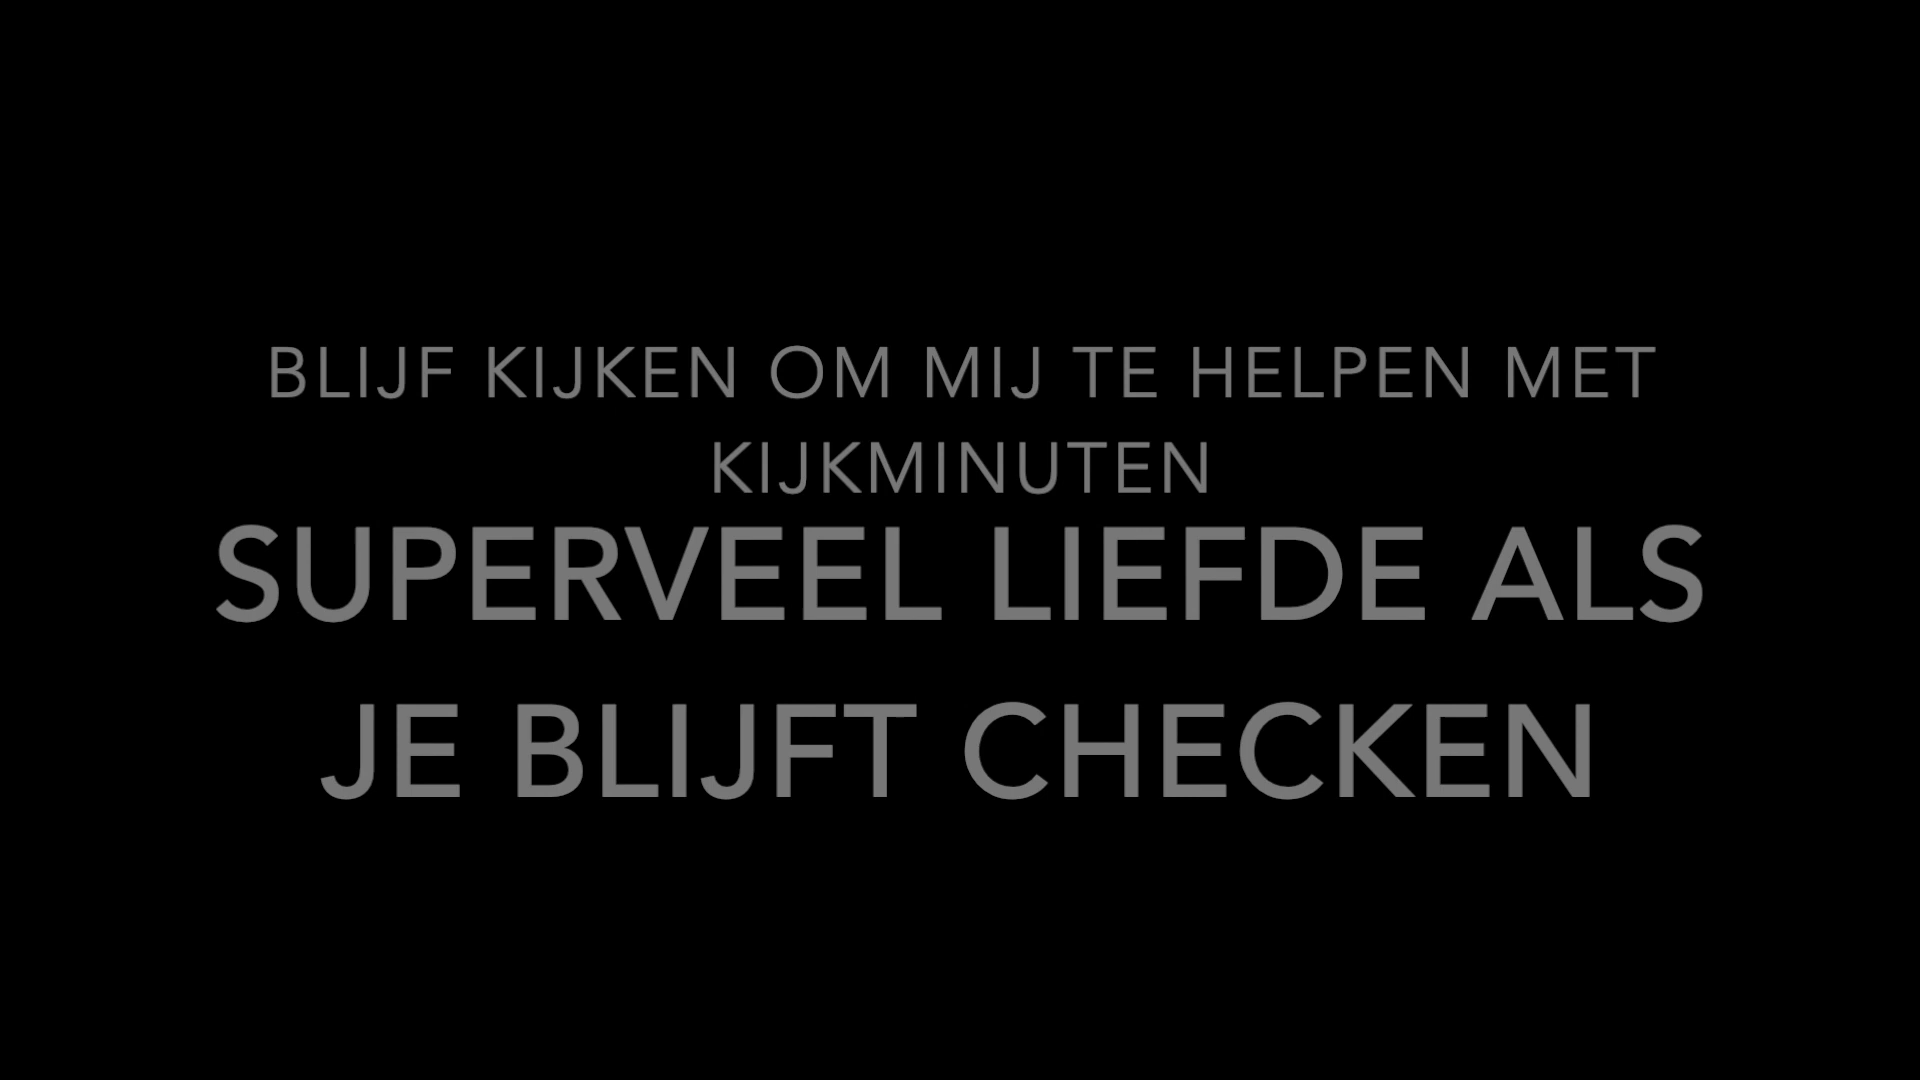 BLIJF KIJKEN OM MIJ TE HELPEN MET
KIJKMINUTEN
SUPERVEEL LIEFDE ALS
JE BLIJFT CHECKEN